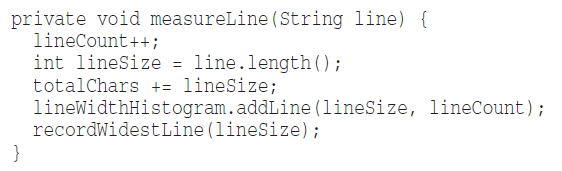 private void measureLine(String line) {
  lineCount++;
  int lineSize = line.length();
  totalChars += lineSize;
  lineWidthHistogram.addLine(lineSize, lineCount);
  recordWidestLine(lineSize);
}